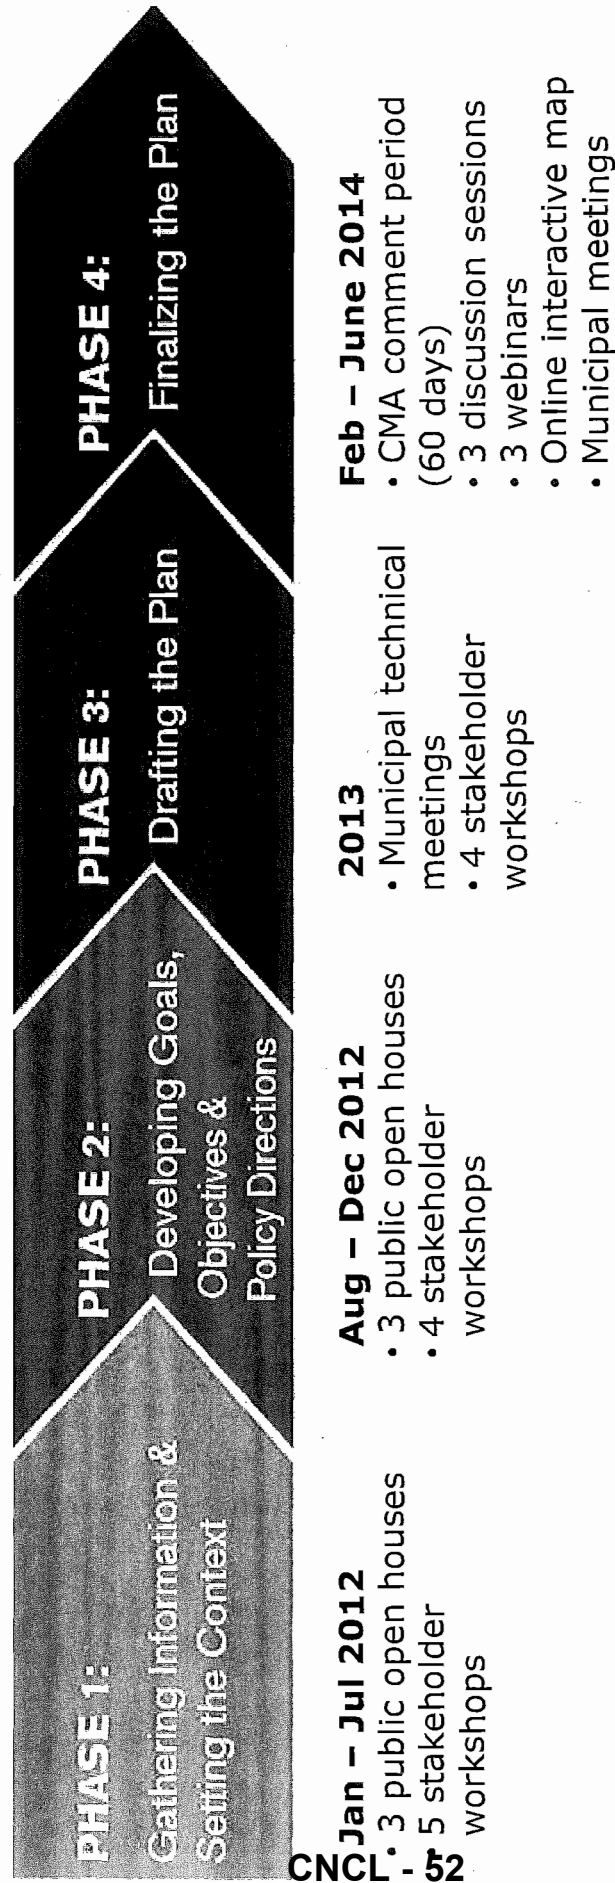 PHASE 1:
Gathering Information &
Setting the Context
PHASE 2:
Developing Goals,
Objectives &
Policy Directions
PHASE 3:
Drafting the Plan
PHASE 4:
Finalizing the Plan
Jan – Jul 2012
• 3 public open houses
• 5 stakeholder
workshops
Aug – Dec 2012
• 3 public open houses
• 4 stakeholder
workshops
2013
• Municipal technical
meetings
• 4 stakeholder
workshops
Feb – June 2014
• CMA comment period
(60 days)
• 3 discussion sessions
• 3 webinars
• Online interactive map
• Municipal meetings
CNCL - 52